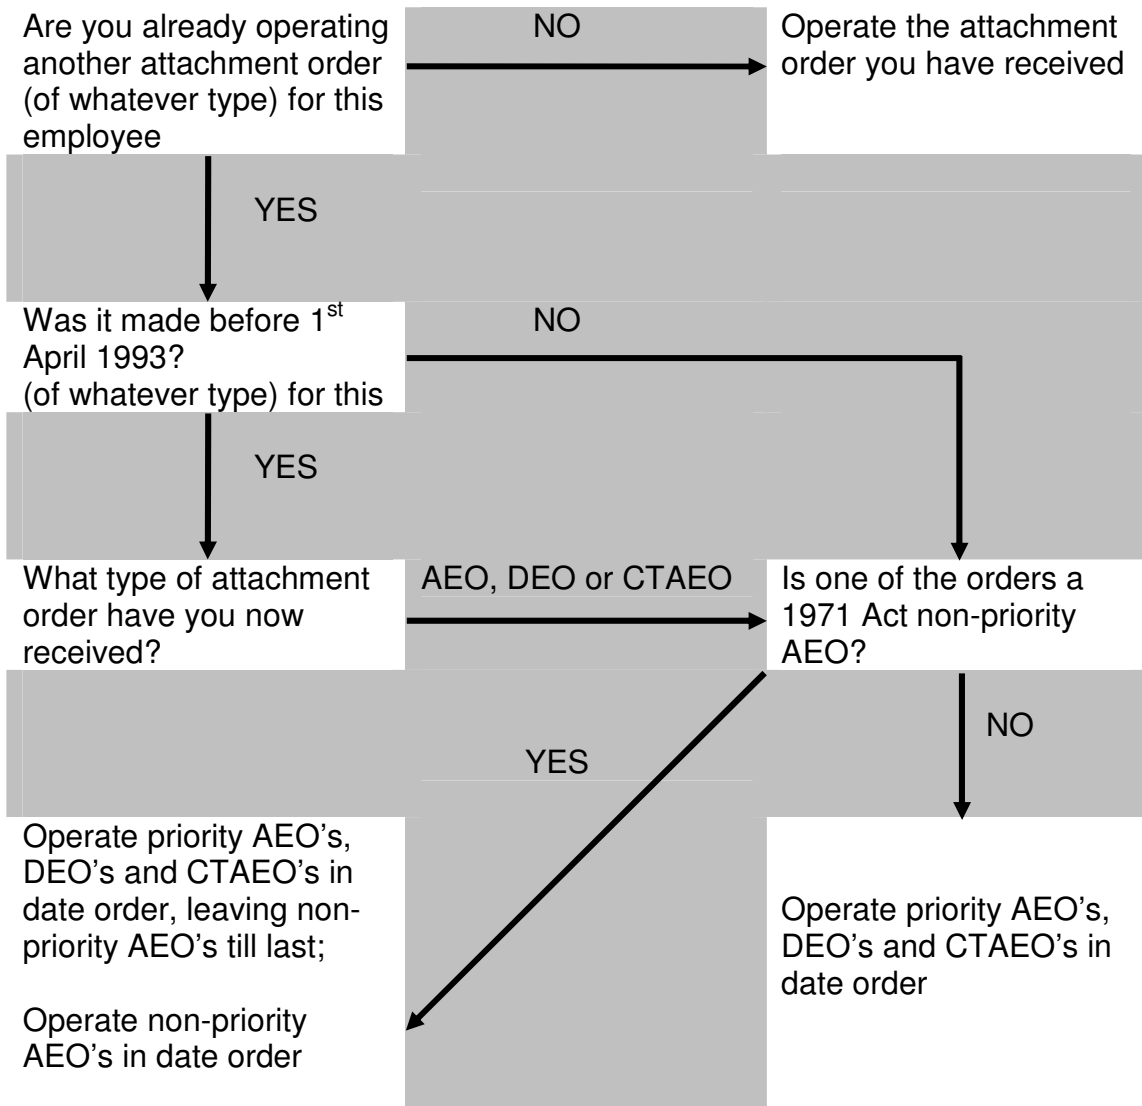 Are you already operating
another attachment order
(of whatever type) for this
employee
NO
Operate the attachment
order you have received
YES
Was it made before 1st
April 1993?
(of whatever type) for this
NO
YES
What type of attachment
order have you now
received?
AEO, DEO or CTAEO
Is one of the orders a
1971 Act non-priority
AEO?
YES
NO
Operate priority AEO’s,
DEO’s and CTAEO’s in
date order, leaving non-
priority AEO’s till last;
Operate non-priority
AEO’s in date order
Operate priority AEO’s,
DEO’s and CTAEO’s in
date order